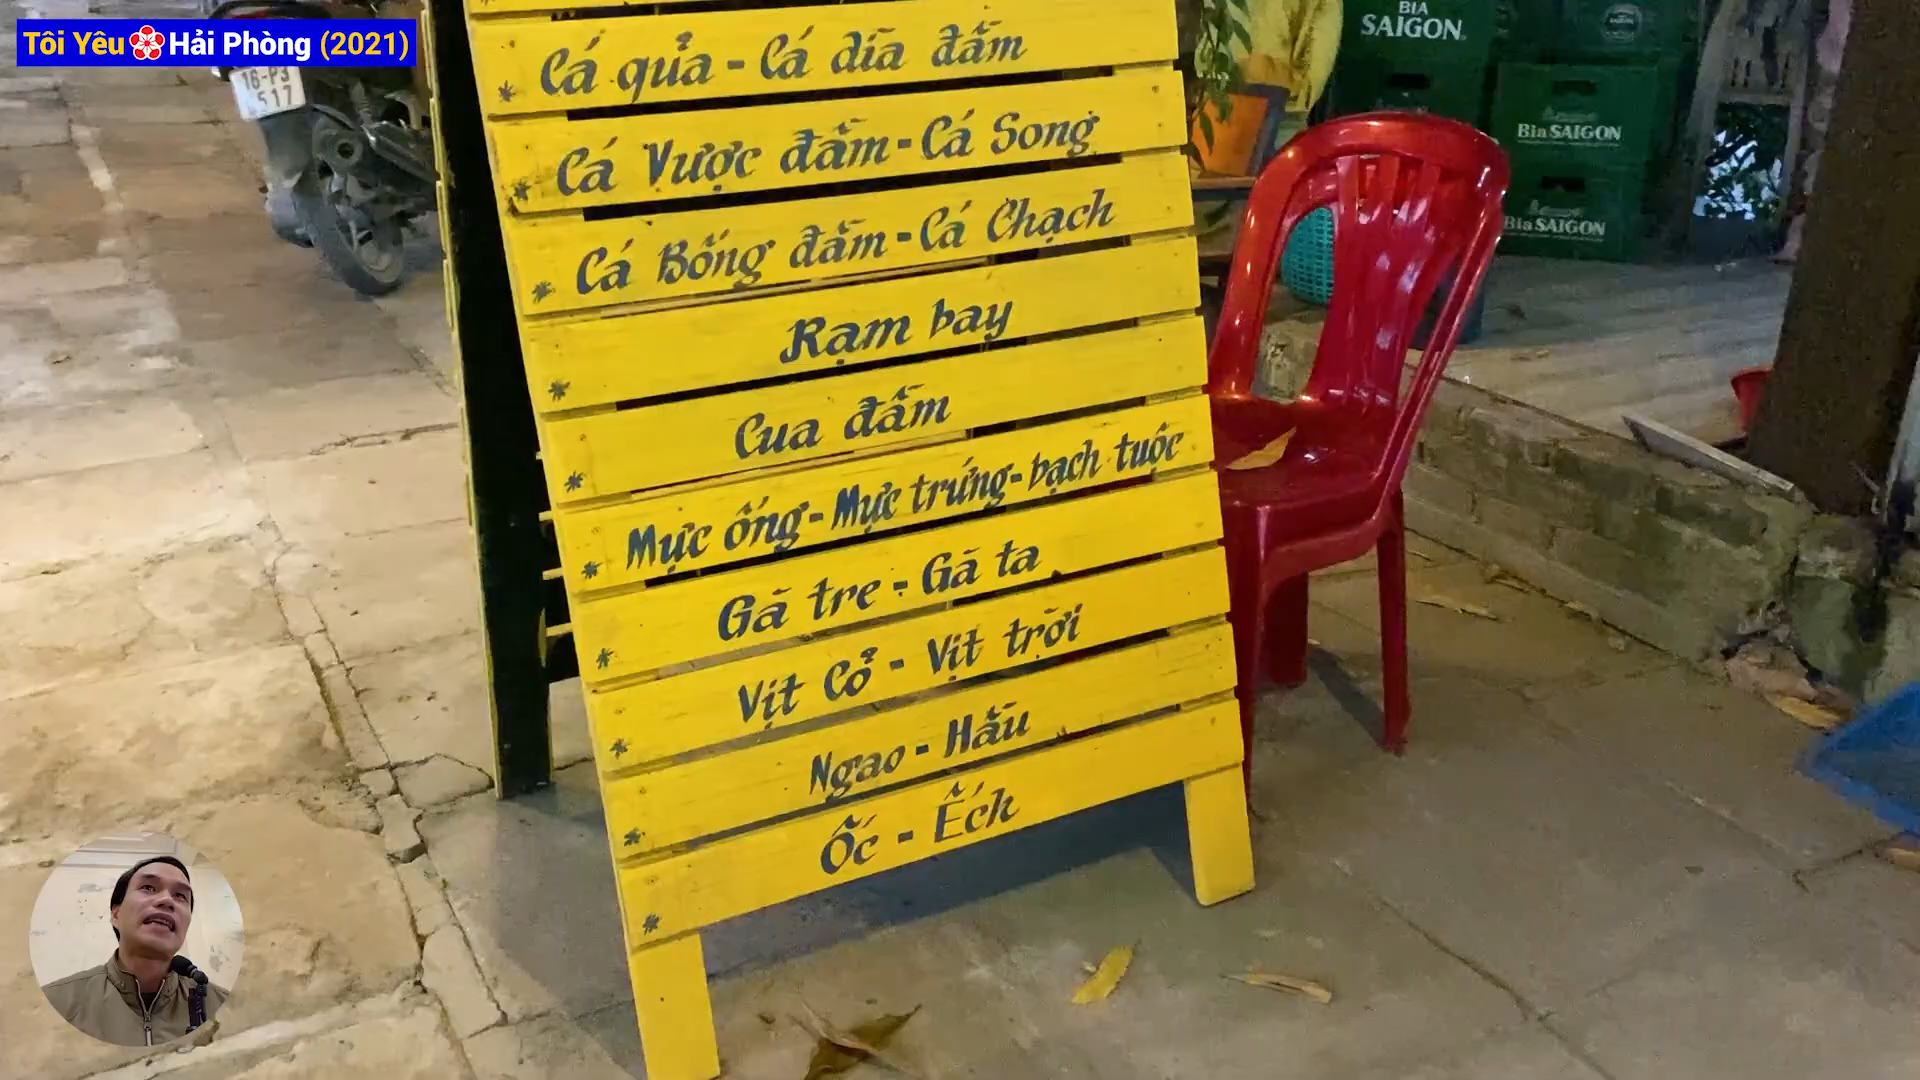 Tôi Yêu Hải Phòng (2021)
16-P3
517
BIA
SAIGON
Bia SAIGON
Bia SAIGON
* Cá quả - Cá dĩa đầm
* Cá Vược đầm - Cá Song
* Cá Bống đầm - Cá Chạch
* Rạm bay
* Cua đầm
* Mực ống - Mực trứng - bạch tuộc
* Gà tre - Gà ta
* Vịt Cỏ - Vịt trời
* Ngao - Hầu
* Ốc - Ếch